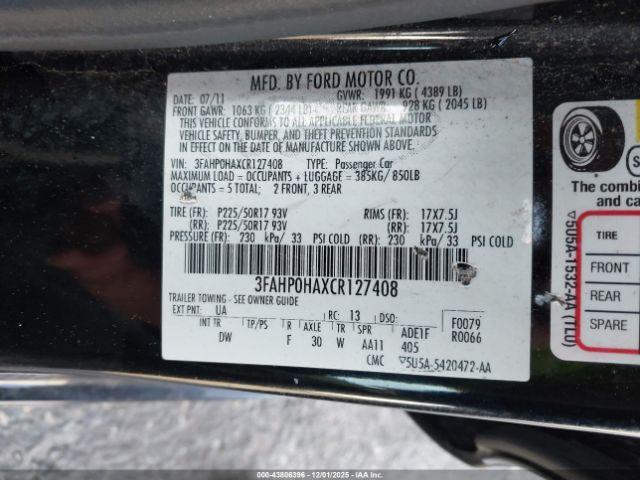 MFD. BY FORD MOTOR CO.
DATE: 07/11 GVWR: 1991 KG ( 4389 LB)
FRONT GAWR: 1063 KG ( 2344 LB) REAR GAWR: 928 KG ( 2045 LB)
THIS VEHICLE CONFORMS TO ALL APPLICABLE FEDERAL MOTOR
VEHICLE SAFETY, BUMPER, AND THEFT PREVENTION STANDARDS
IN EFFECT ON THE DATE OF MANUFACTURE SHOWN ABOVE.
VIN: 3FAHP0HAXCR127408 TYPE: Passenger Car
MAXIMUM LOAD = OCCUPANTS + LUGGAGE = 385KG/ 850LB
OCCUPANTS = 5 TOTAL; 2 FRONT, 3 REAR
TIRE (FR): P225/50R17 93V RIMS (FR): 17X7.5J
(RR): P225/50R17 93V (RR): 17X7.5J
PRESSURE (FR): 230 kPa/ 33 PSI COLD (RR): 230 kPa/ 33 PSI COLD
3FAHP0HAXCR127408
TRAILER TOWING - SEE OWNER GUIDE
EXT PNT: UA RC: 13 DSO: F0079
INT TR TP/PS R AXLE TR SPR ADE1F R0066
DW F 30 W AA11 405
CMC ▽5U5A-5420472-AA
The combin
▽5U5A-1532-AA (TLU)
TIRE
FRONT
REAR
SPARE
000-43806396 - 12/01/2025 - IAAI.COM